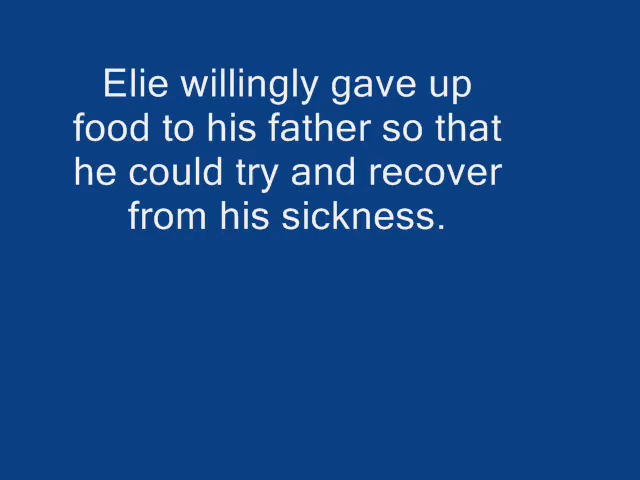 Elie willingly gave up
food to his father so that
he could try and recover
from his sickness.